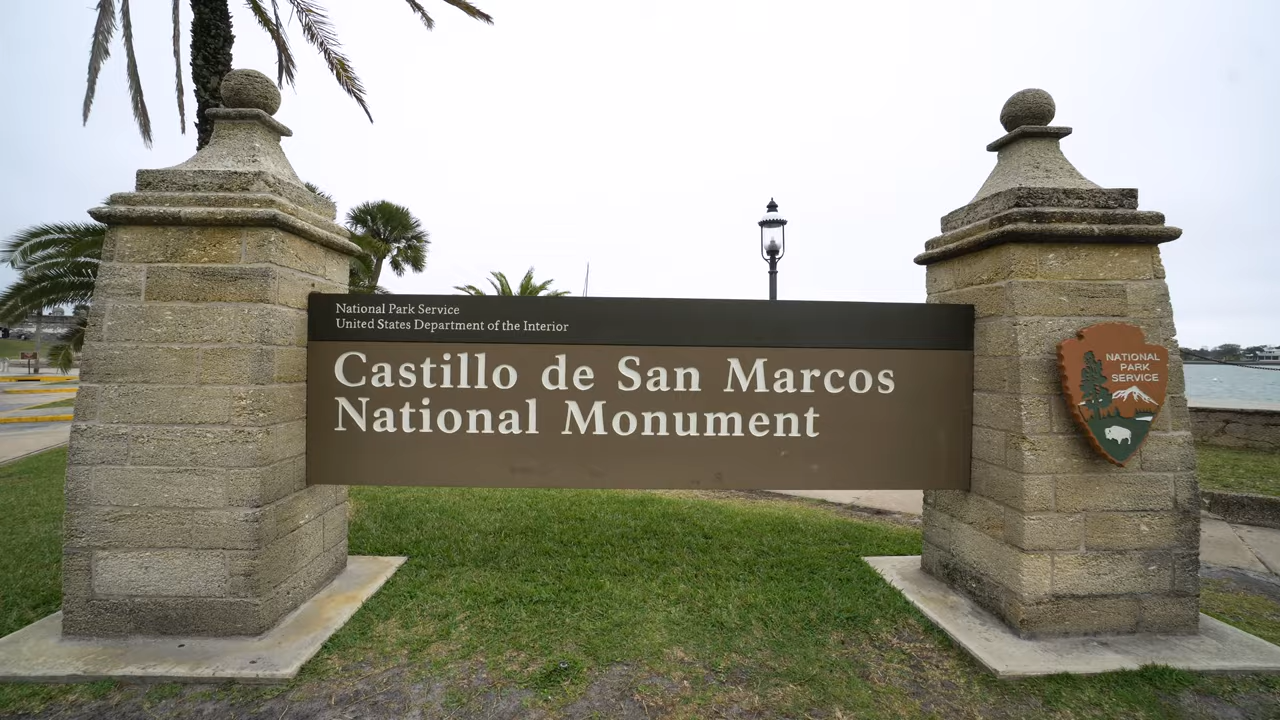 National Park Service
United States Department of the Interior
Castillo de San Marcos
National Monument
NATIONAL
PARK
SERVICE